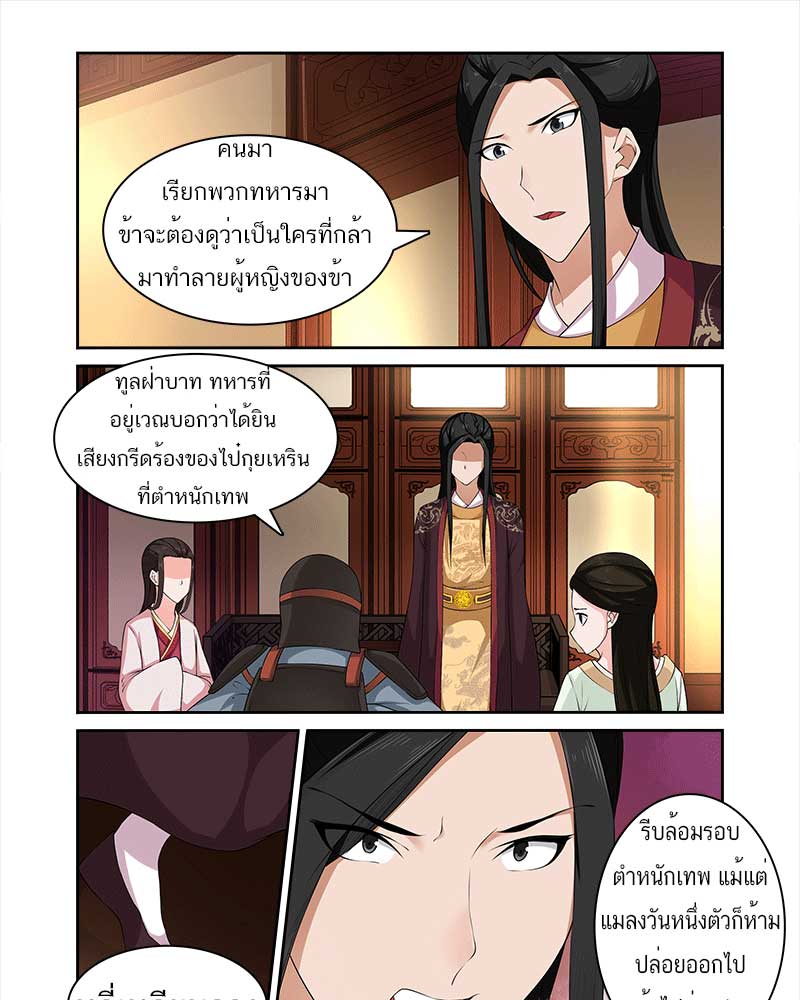 คนมา
เรียกพวกทหารมา
ข้าจะต้องดูว่าเป็นใครที่กล้า
มาทำลายผู้หญิงของข้า
ทูลฝ่าบาท ทหารที่
อยู่เวณบอกว่าได้ยิน
เสียงกรีดร้องของไป๋กุยเหริน
ที่ตำหนักเทพ
รีบล้อมรอบ
ตำหนักเทพ แม้แต่
แมลงวันหนึ่งตัวก็ห้าม
ปล่อยออกไป